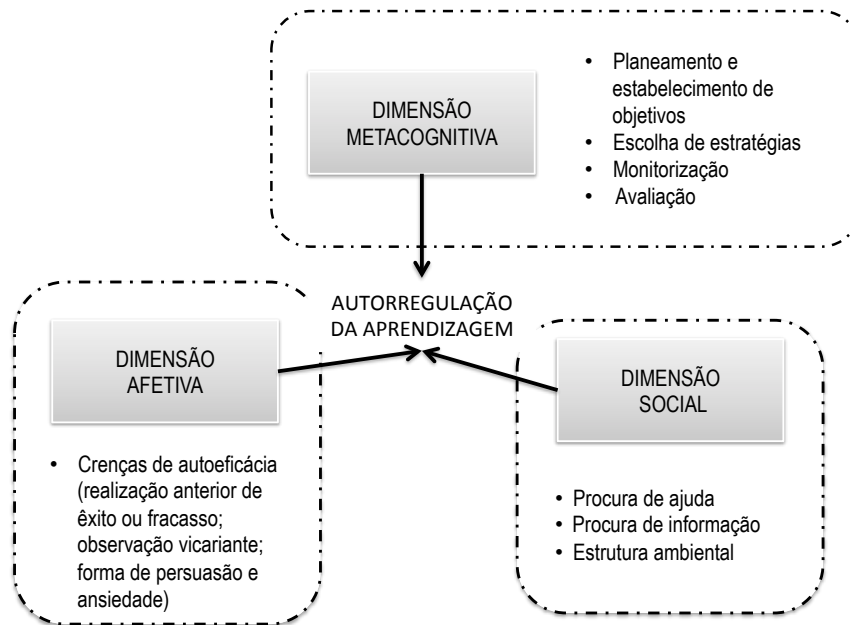 DIMENSÃO
METACOGNITIVA
• Planeamento e
estabelecimento de
objetivos
• Escolha de estratégias
• Monitorização
• Avaliação
AUTORREGULAÇÃO
DA APRENDIZAGEM
DIMENSÃO
AFETIVA
• Crenças de autoeficácia
(realização anterior de
êxito ou fracasso;
observação vicariante;
forma de persuasão e
ansiedade)
DIMENSÃO
SOCIAL
• Procura de ajuda
• Procura de informação
• Estrutura ambiental